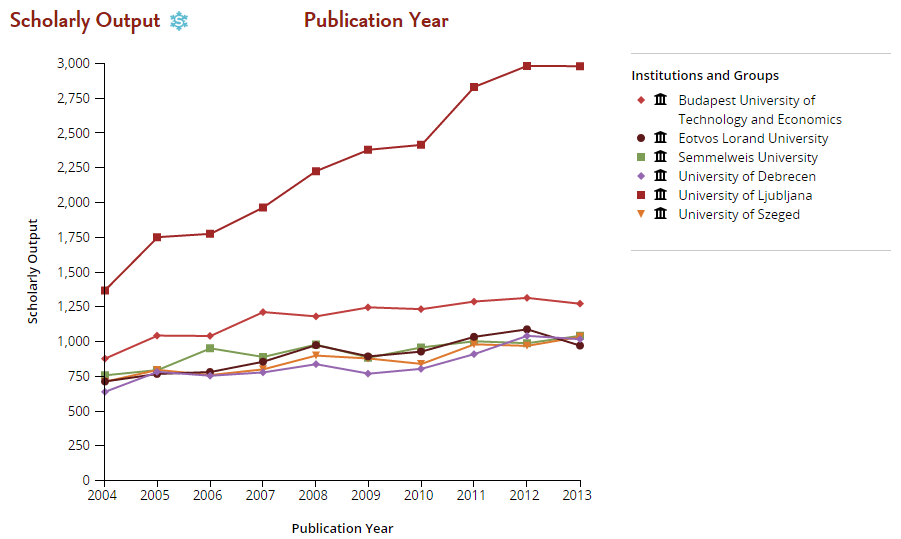 Scholarly Output
Publication Year
3,000
2,750
2,500
2,250
2,000
1,750
1,500
1,250
1,000
750
500
250
0
Scholarly Output
2004 2005 2006 2007 2008 2009 2010 2011 2012 2013
Publication Year
Institutions and Groups
Budapest University of
Technology and Economics
Eotvos Lorand University
Semmelweis University
University of Debrecen
University of Ljubljana
University of Szeged